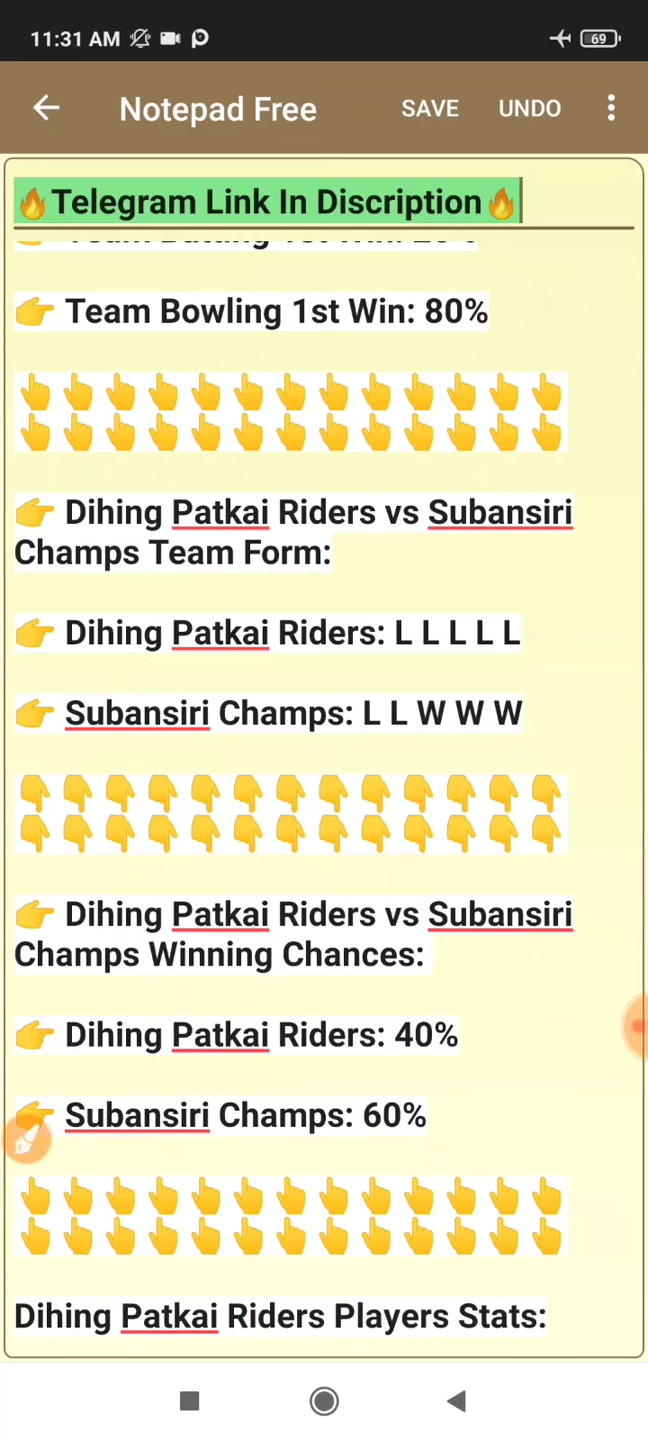 11:31 AM
69
Notepad Free SAVE UNDO
🔥Telegram Link In Discription🔥
👉 Team Bowling 1st Win: 80%
👆👆👆👆👆👆👆👆👆👆👆👆👆
👆👆👆👆👆👆👆👆👆👆👆👆👆
👉 Dihing Patkai Riders vs Subansiri
Champs Team Form:
👉 Dihing Patkai Riders: L L L L L
👉 Subansiri Champs: L L W W W
👇👇👇👇👇👇👇👇👇👇👇👇👇
👇👇👇👇👇👇👇👇👇👇👇👇👇
👉 Dihing Patkai Riders vs Subansiri
Champs Winning Chances:
👉 Dihing Patkai Riders: 40%
👉 Subansiri Champs: 60%
👆👆👆👆👆👆👆👆👆👆👆👆👆
👆👆👆👆👆👆👆👆👆👆👆👆👆
Dihing Patkai Riders Players Stats: